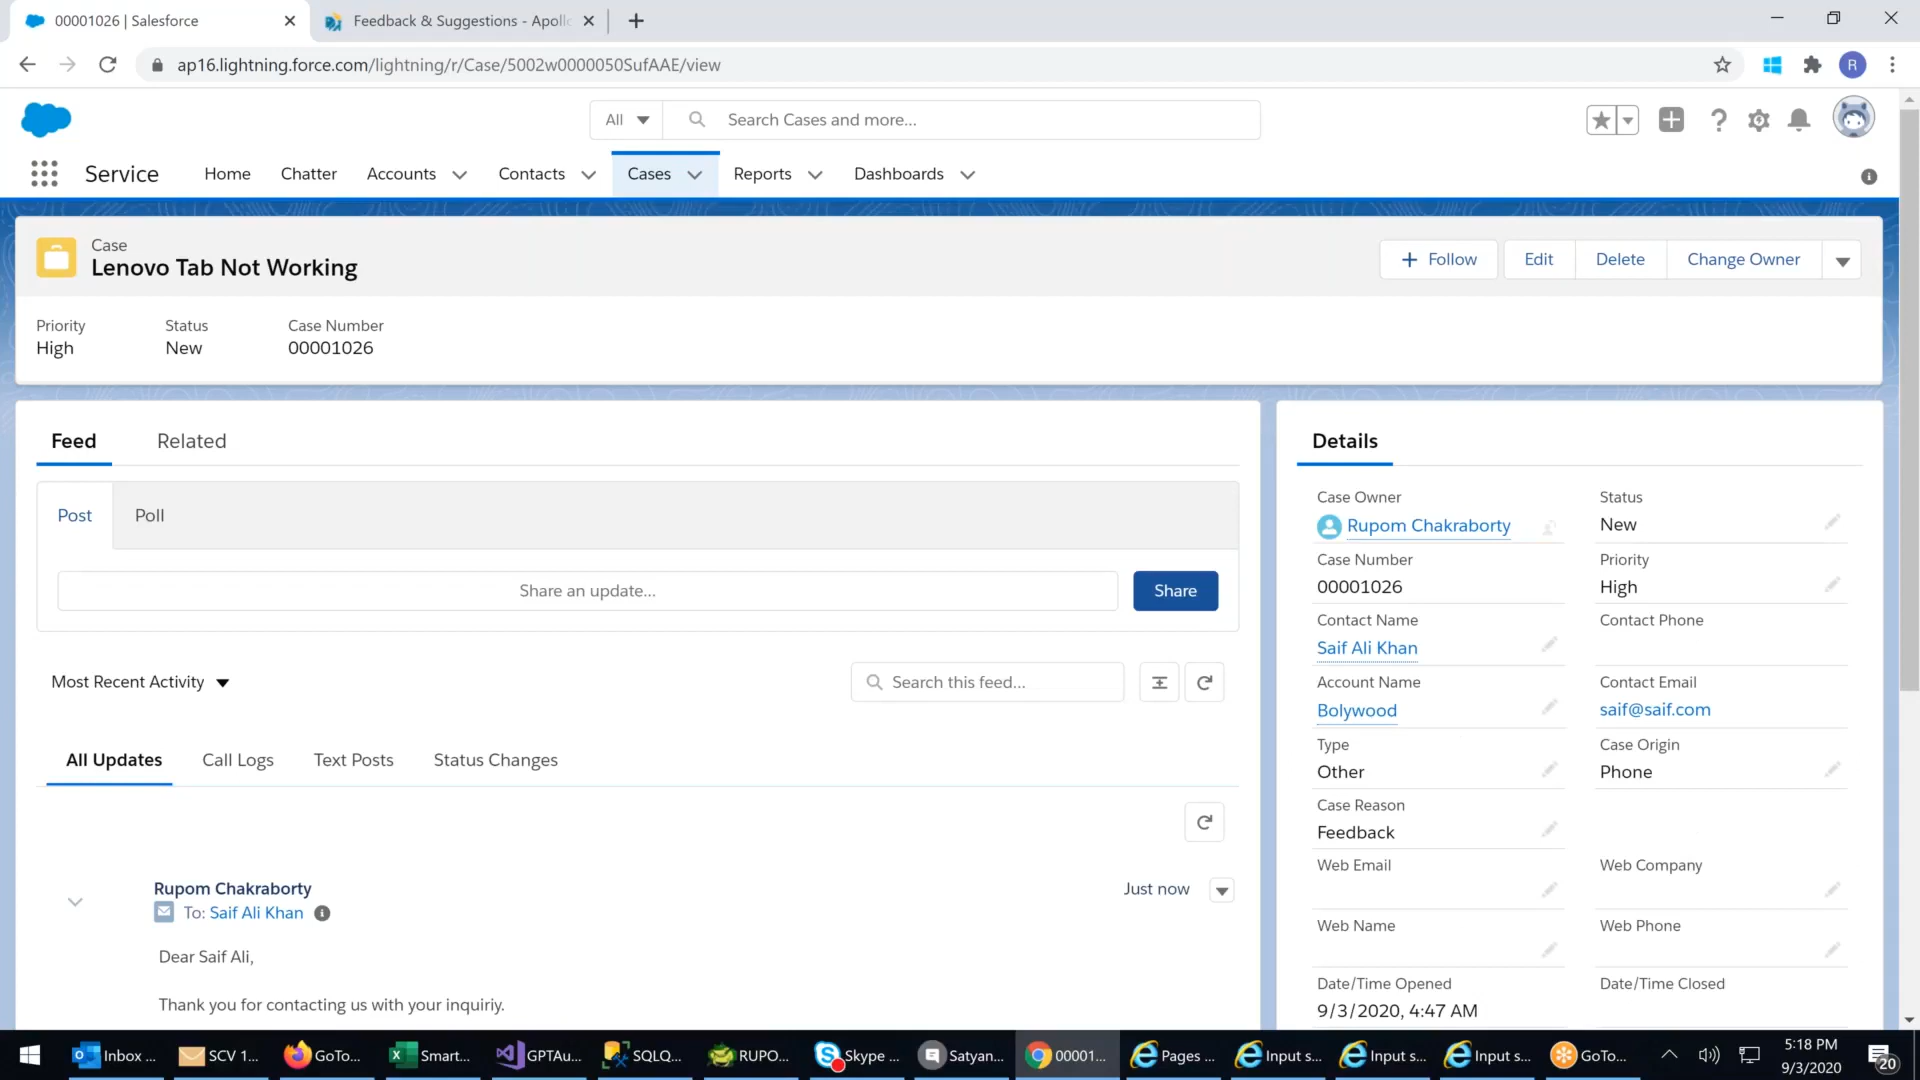 00001026 | Salesforce
Feedback & Suggestions - Apollo
ap16.lightning.force.com/lightning/r/Case/5002w0000050SufAAE/view
R
All
Search Cases and more...
Service
Home
Chatter
Accounts
Contacts
Cases
Reports
Dashboards
Case
Lenovo Tab Not Working
Follow
Edit
Delete
Change Owner
Priority
Status
Case Number
High
New
00001026
Feed
Related
Post
Poll
Share an update...
Share
Most Recent Activity
Search this feed...
All Updates
Call Logs
Text Posts
Status Changes
Rupom Chakraborty
Just now
To: Saif Ali Khan
Dear Saif Ali,
Thank you for contacting us with your inquiriy.
Details
Case Owner
Rupom Chakraborty
Status
New
Case Number
00001026
Priority
High
Contact Name
Saif Ali Khan
Contact Phone
Account Name
Bolywood
Contact Email
saif@saif.com
Type
Other
Case Origin
Phone
Case Reason
Feedback
Web Email
Web Company
Web Name
Web Phone
Date/Time Opened
9/3/2020, 4:47 AM
Date/Time Closed
Inbox ...
SCV 1...
GoTo...
Smart...
GPTAu...
SQLQ...
RUPO...
Skype ...
Satyan...
00001...
Pages ...
Input s...
Input s...
Input s...
GoTo...
5:18 PM
9/3/2020
20